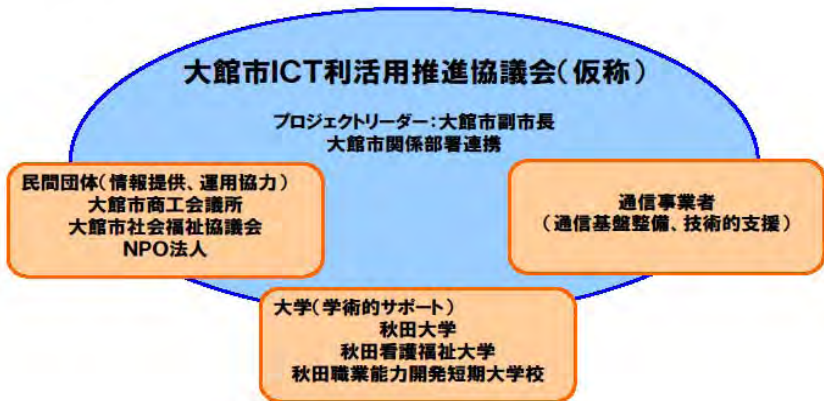 大館市ICT利活用推進協議会(仮称)
プロジェクトリーダー:大館市副市長
大館市関係部署連携
民間団体(情報提供、運用協力)
大館市商工会議所
大館市社会福祉協議会
NPO法人
通信事業者
(通信基盤整備、技術的支援)
大学(学術的サポート)
秋田大学
秋田看護福祉大学
秋田職業能力開発短期大学校